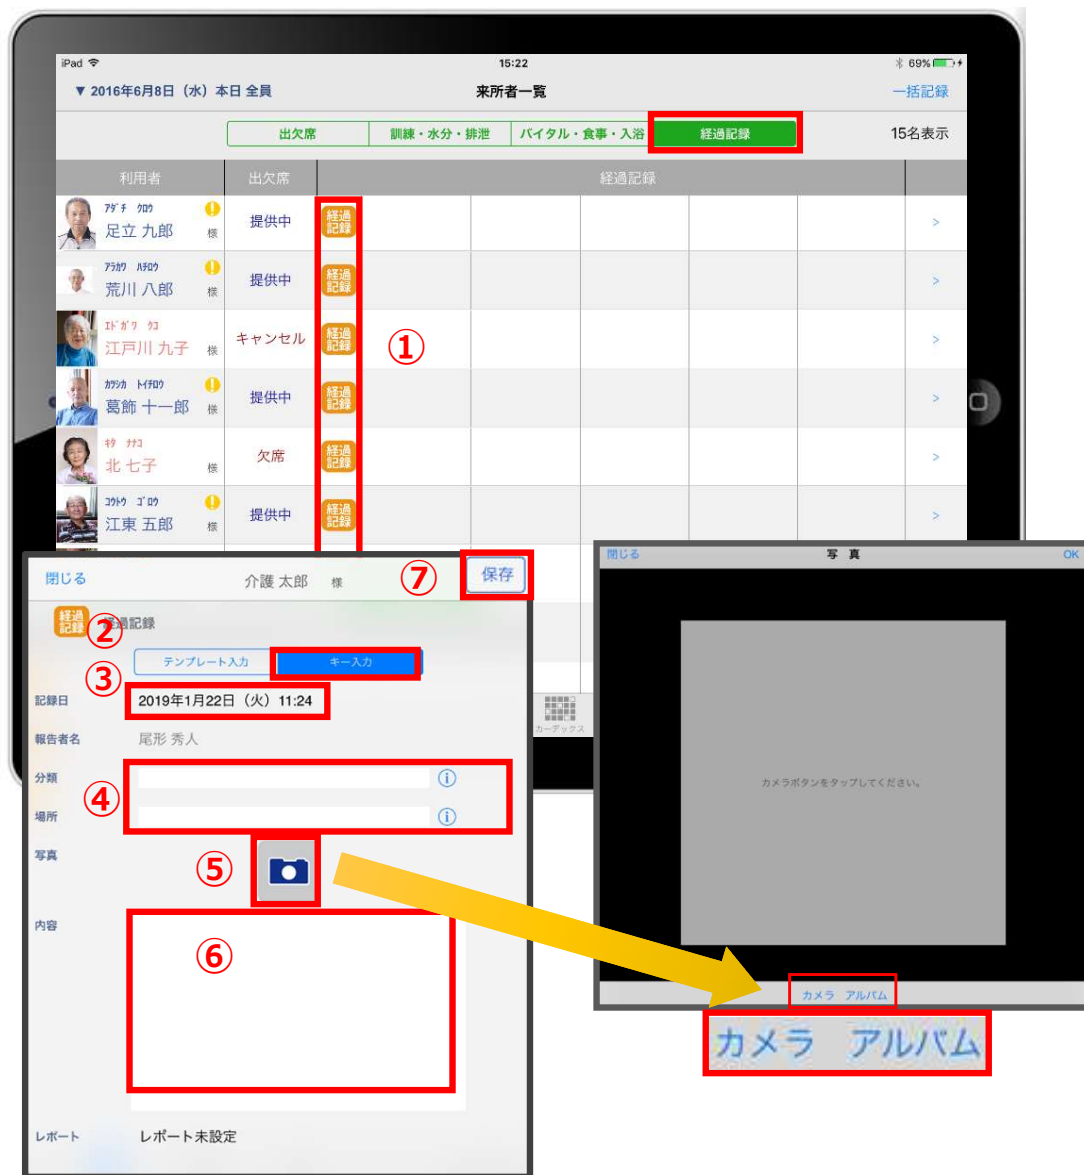 iPad 15:22 69%
▼ 2016年6月8日（水）本日 全員 来所者一覧 一括記録
出欠席 訓練・水分・排泄 バイタル・食事・入浴 経過記録 15名表示
利用者 出欠席 経過記録
ｱﾀﾞﾁ ｸﾛｳ
足立 九郎 様 提供中 経過記録 >
ｱﾗｶﾜ ﾊﾁﾛｳ
荒川 八郎 様 提供中 経過記録 >
ｴﾄﾞｶﾞﾜ ｸｺ
江戸川 九子 様 キャンセル 経過記録 ① >
ｶﾂｼｶ ﾄｲﾁﾛｳ
葛飾 十一郎 様 提供中 経過記録 >
ｷﾀ ﾅﾅｺ
北 七子 様 欠席 経過記録 >
ｺｳﾄｳ ｺﾞﾛｳ
江東 五郎 様 提供中 経過記録 >
閉じる 介護 太郎 様 ⑦ 保存
経過記録 ② 経過記録
テンプレート入力 キー入力
③
記録日 2019年1月22日（火）11:24
報告者名 尾形 秀人
分類
④
場所
写真 ⑤
内容
⑥
レポート レポート未設定
カーデックス
閉じる 写 真 OK
カメラボタンをタップしてください。
カメラ アルバム
カメラ アルバム